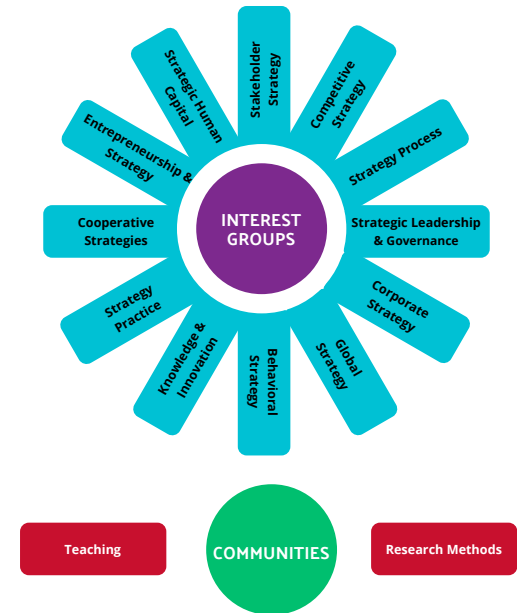 Stakeholder
Strategy
Competitive
Strategy
Strategy Process
Strategic Leadership
& Governance
Corporate
Strategy
Global
Strategy
Behavioral
Strategy
Knowledge &
Innovation
Strategy
Practice
Cooperative
Strategies
Entrepreneurship &
Strategy
Strategic Human
Capital
INTEREST
GROUPS
Teaching
COMMUNITIES
Research Methods